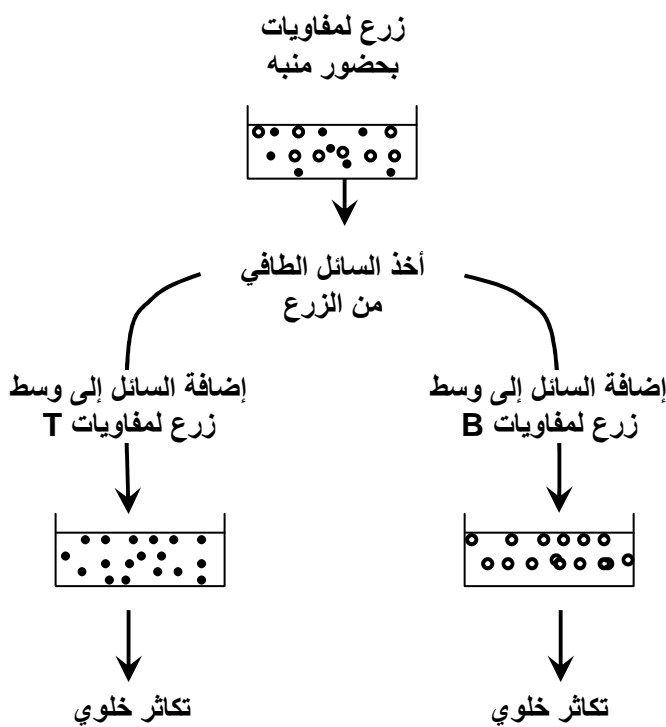 زرع لمفاويات
بحضور منبه
أخذ السائل الطافي
من الزرع
إضافة السائل إلى وسط
زرع لمفاويات B
إضافة السائل إلى وسط
زرع لمفاويات T
تكاثر خلوي
تكاثر خلوي